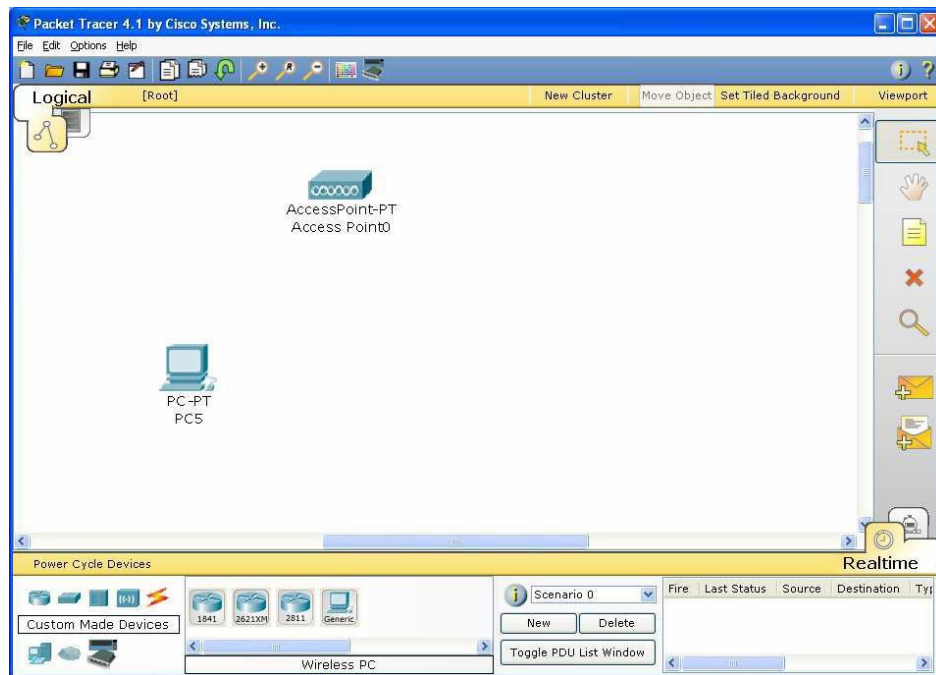 Packet Tracer 4.1 by Cisco Systems, Inc.
File Edit Options Help
Logical [Root] New Cluster Move Object Set Tiled Background Viewport
AccessPoint-PT
Access Point0
PC-PT
PC5
Power Cycle Devices Realtime
Custom Made Devices
1841 2621XM 2811 Generic
Wireless PC
Scenario 0
New Delete
Toggle PDU List Window
Fire Last Status Source Destination Typ